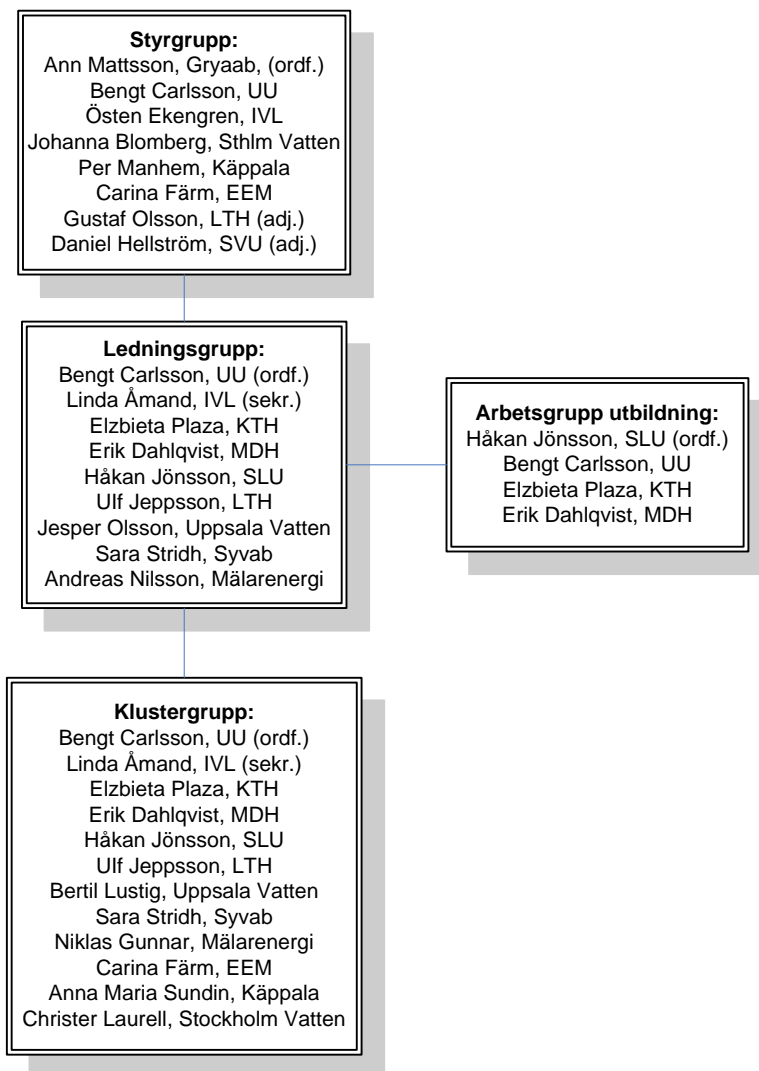 Styrgrupp:
Ann Mattsson, Gryaab, (ordf.)
Bengt Carlsson, UU
Östen Ekengren, IVL
Johanna Blomberg, Sthlm Vatten
Per Manhem, Käppala
Carina Färm, EEM
Gustaf Olsson, LTH (adj.)
Daniel Hellström, SVU (adj.)
Ledningsgrupp:
Bengt Carlsson, UU (ordf.)
Linda Åmand, IVL (sekr.)
Elzbieta Plaza, KTH
Erik Dahlqvist, MDH
Håkan Jönsson, SLU
Ulf Jeppsson, LTH
Jesper Olsson, Uppsala Vatten
Sara Stridh, Syvab
Andreas Nilsson, Mälarenergi
Arbetsgrupp utbildning:
Håkan Jönsson, SLU (ordf.)
Bengt Carlsson, UU
Elzbieta Plaza, KTH
Erik Dahlqvist, MDH
Klustergrupp:
Bengt Carlsson, UU (ordf.)
Linda Åmand, IVL (sekr.)
Elzbieta Plaza, KTH
Erik Dahlqvist, MDH
Håkan Jönsson, SLU
Ulf Jeppsson, LTH
Bertil Lustig, Uppsala Vatten
Sara Stridh, Syvab
Niklas Gunnar, Mälarenergi
Carina Färm, EEM
Anna Maria Sundin, Käppala
Christer Laurell, Stockholm Vatten